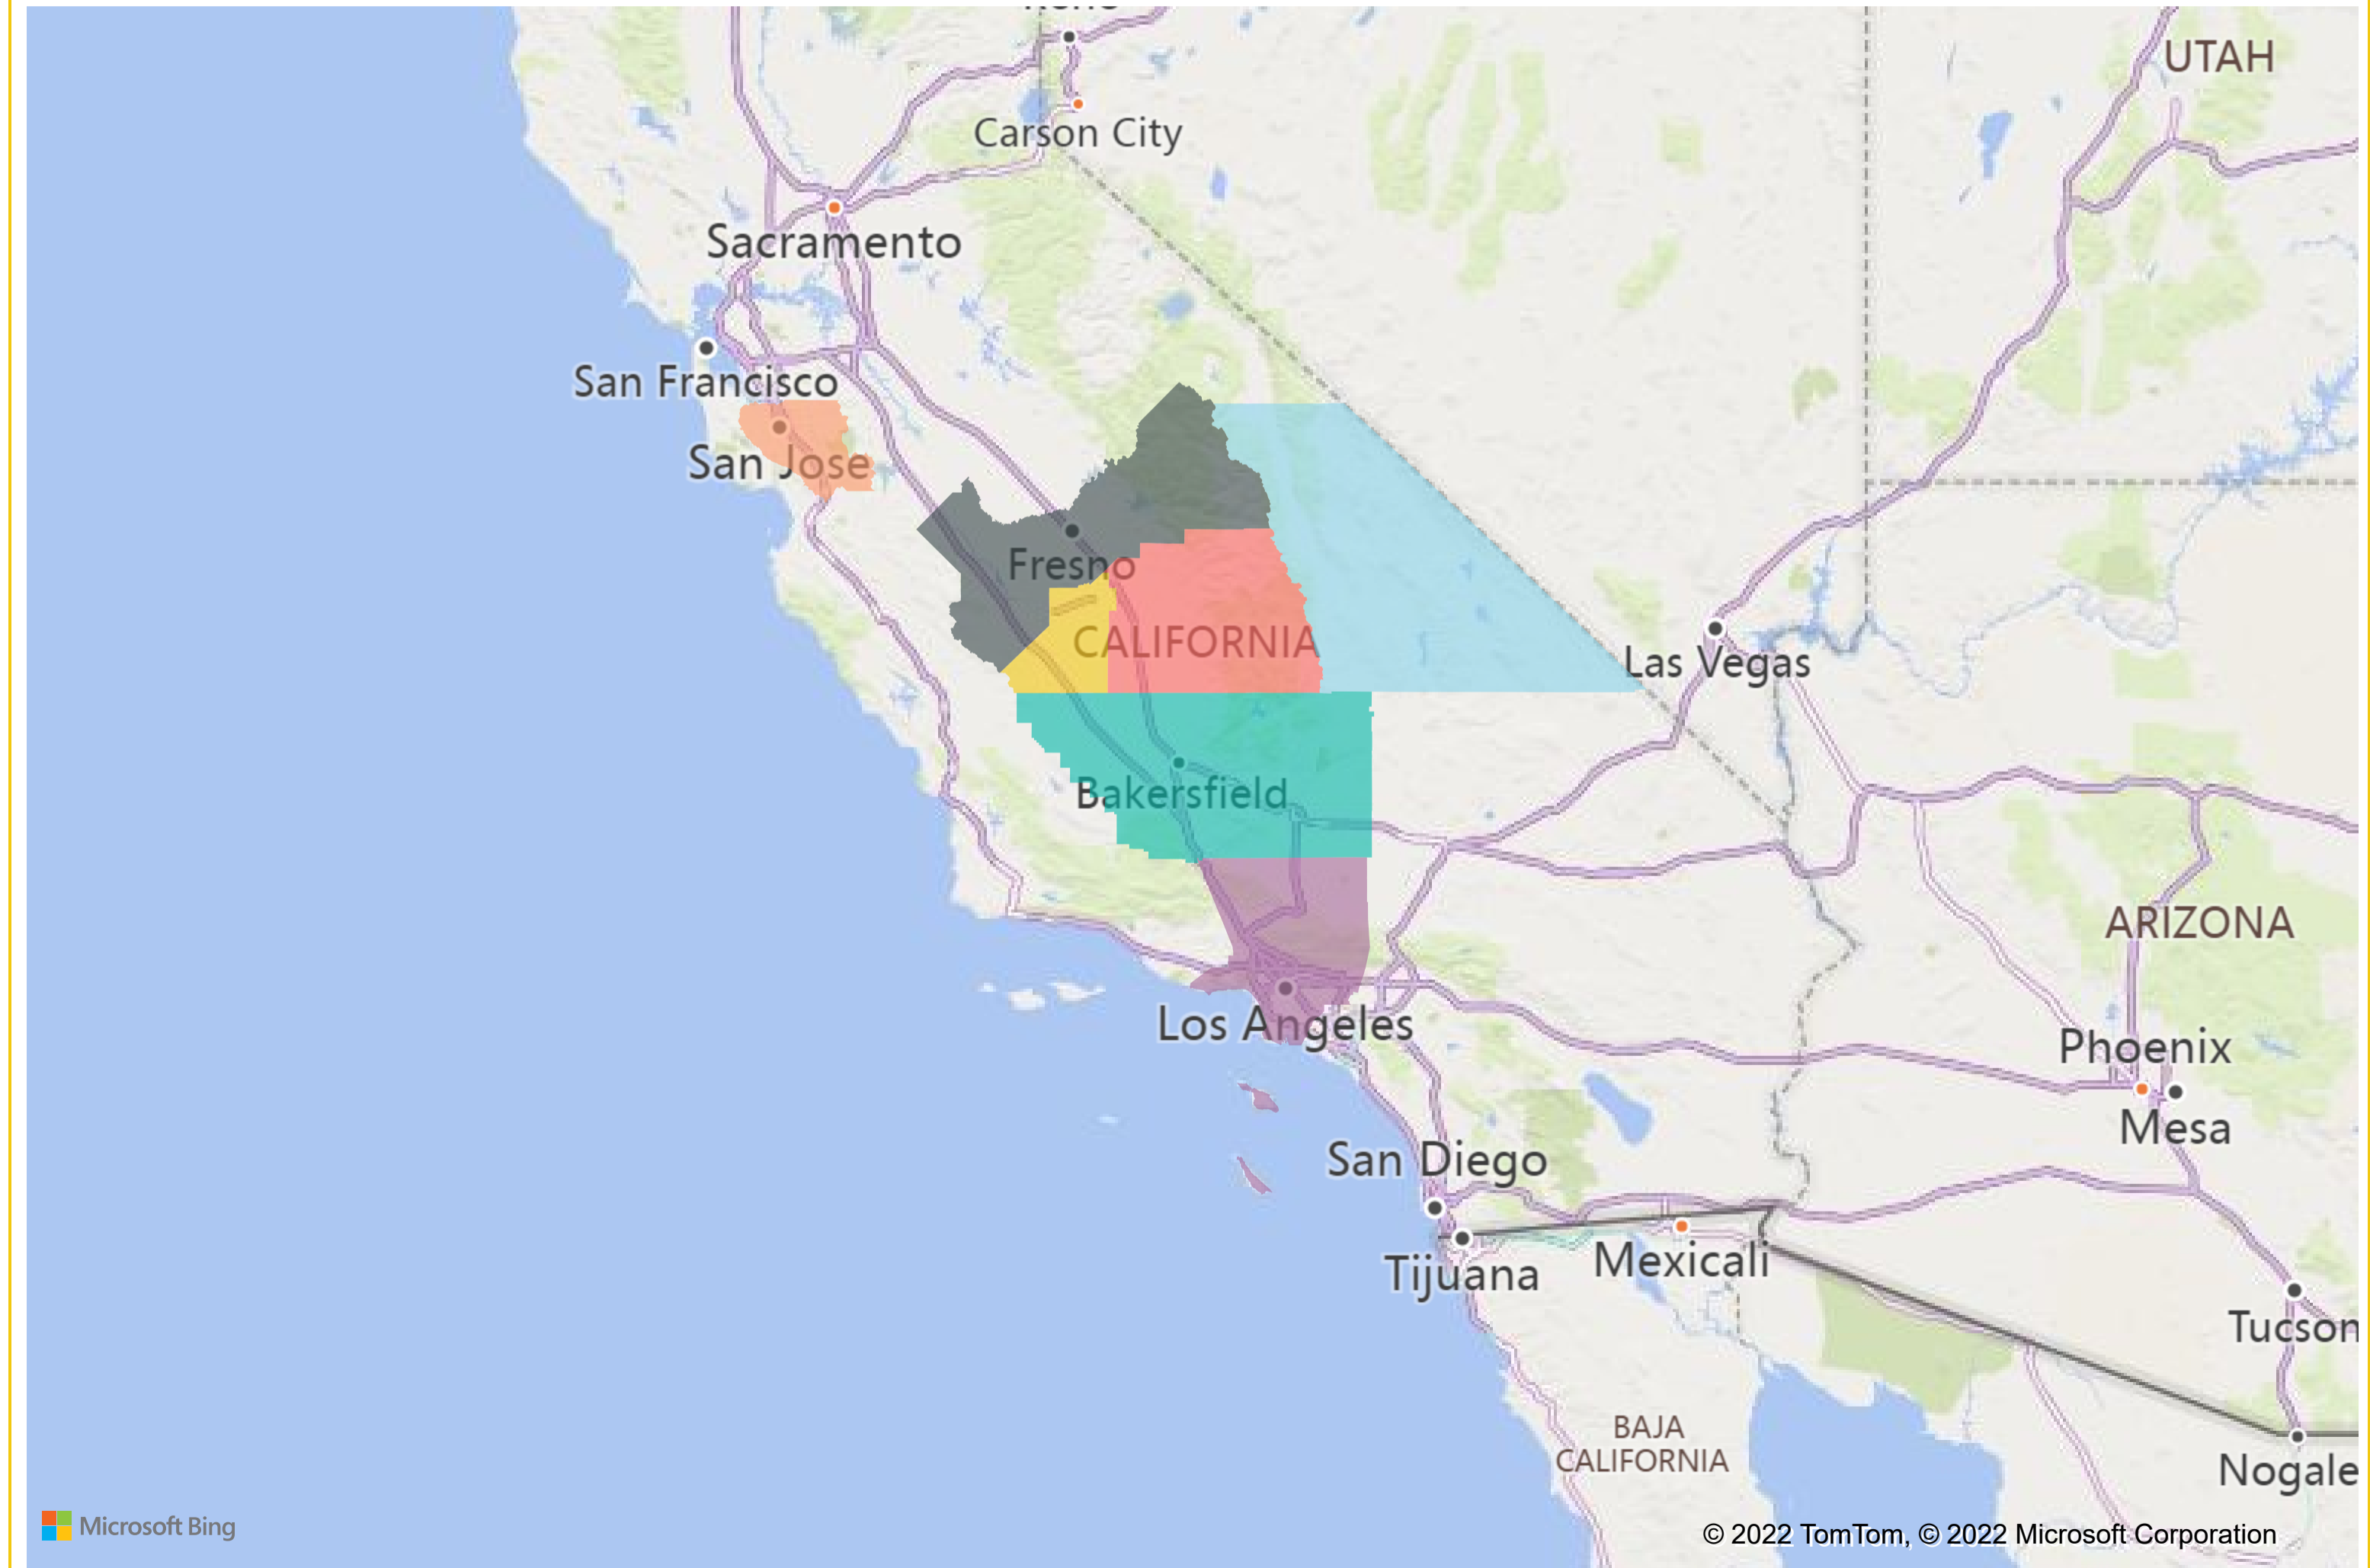 UTAH
Carson City
Sacramento
San Francisco
San Jose
Fresno
CALIFORNIA
Las Vegas
Bakersfield
ARIZONA
Los Angeles
Phoenix
Mesa
San Diego
Mexicali
Tijuana
Tucson
BAJA
CALIFORNIA
Nogale
Microsoft Bing
© 2022 TomTom, © 2022 Microsoft Corporation